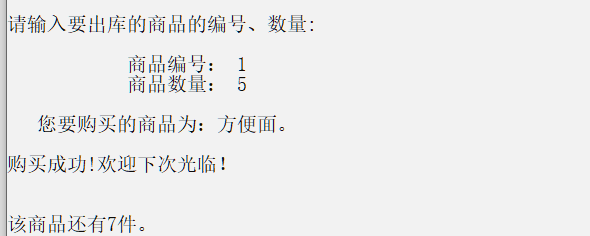 请输入要出库的商品的编号、数量:
商品编号： 1
商品数量： 5
您要购买的商品为：方便面。
购买成功!欢迎下次光临！
该商品还有7件。